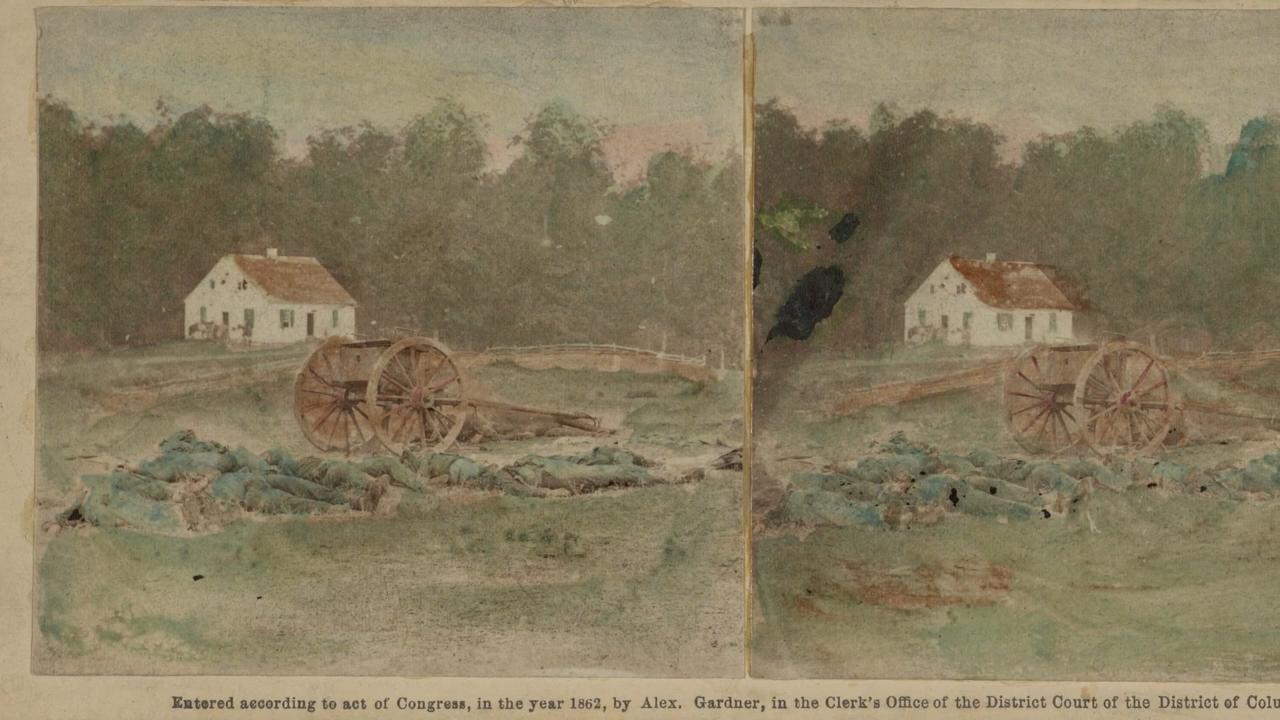 Entered according to act of Congress, in the year 1862, by Alex. Gardner, in the Clerk's Office of the District Court of the District of Colu